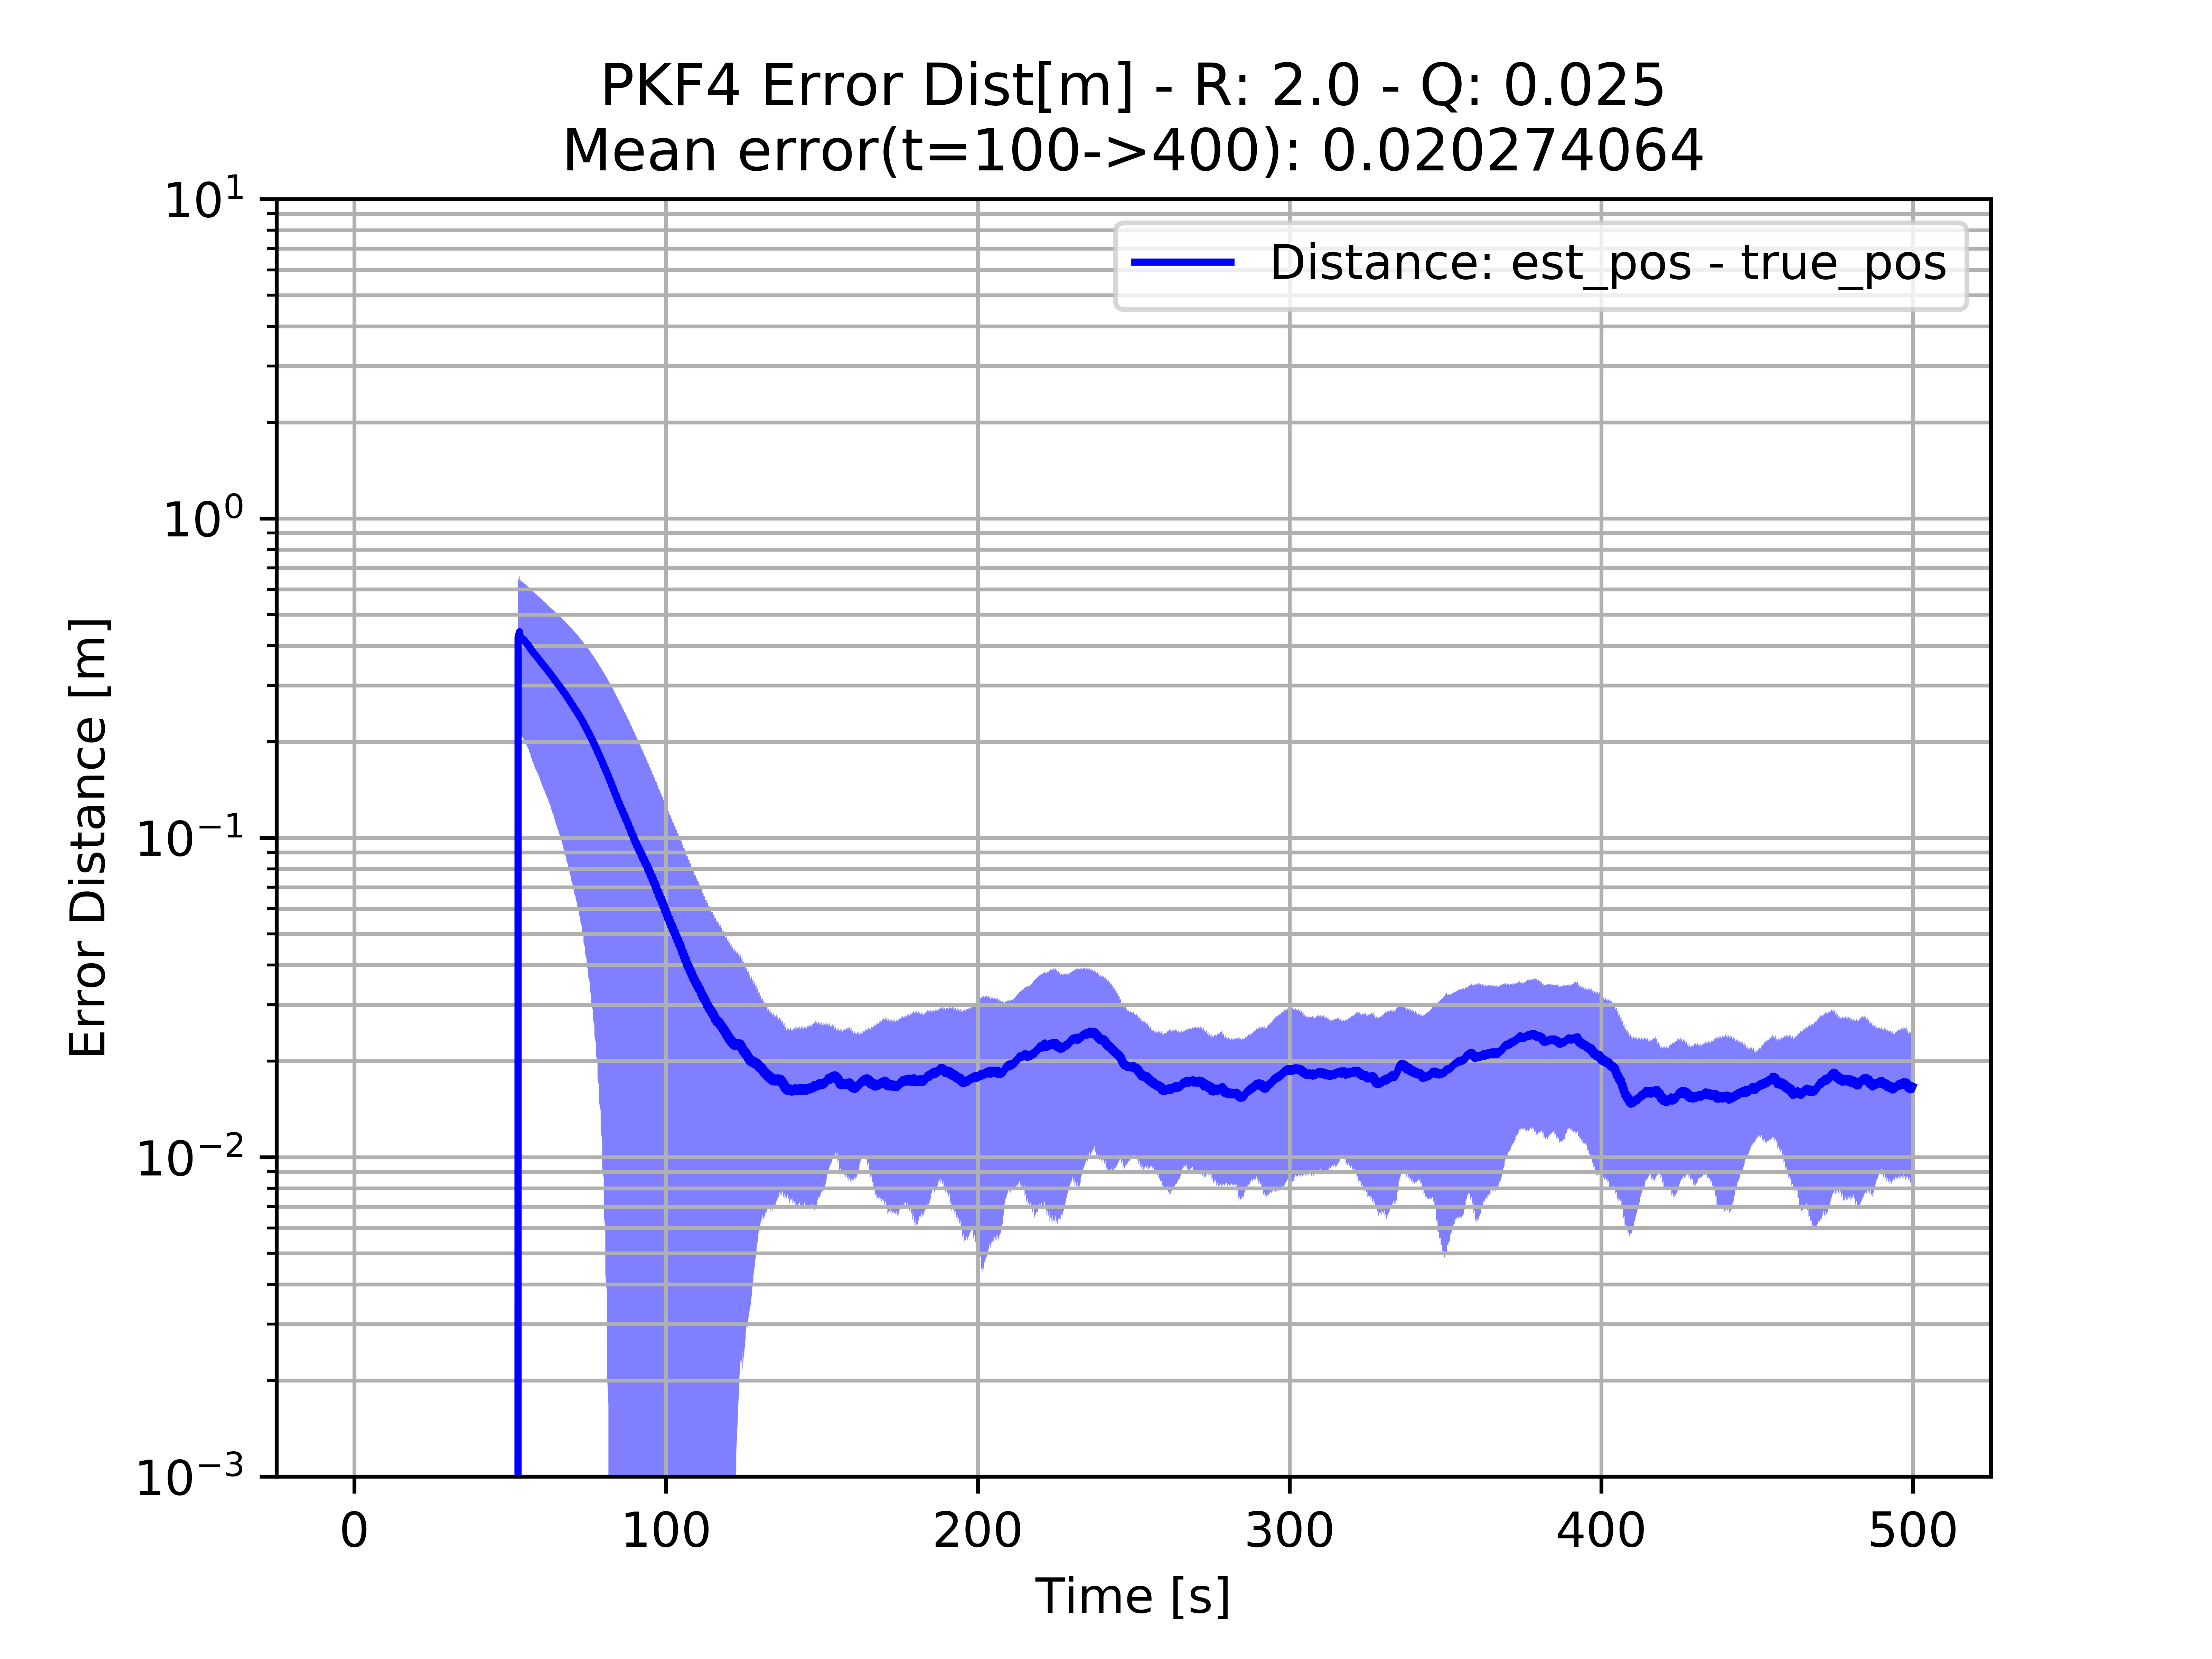 PKF4 Error Dist[m] - R: 2.0 - Q: 0.025
Mean error(t=100->400): 0.020274064
Distance: est_pos - true_pos
Error Distance [m]
10¹
10⁰
10⁻¹
10⁻²
10⁻³
0 100 200 300 400 500
Time [s]